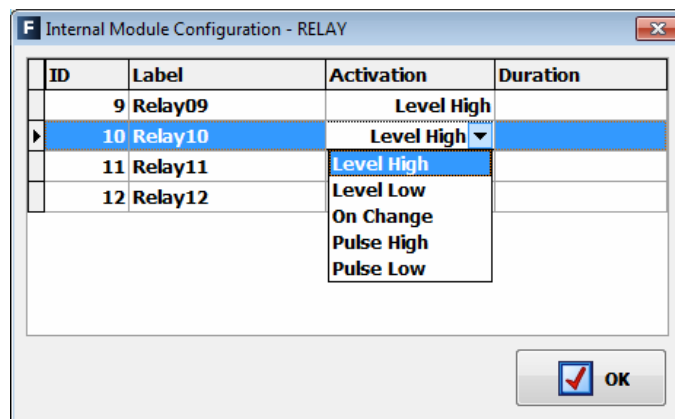 F Internal Module Configuration - RELAY
ID Label Activation Duration
9 Relay09 Level High
10 Relay10 Level High
11 Relay11 Level High
12 Relay12 Level Low
On Change
Pulse High
Pulse Low
OK